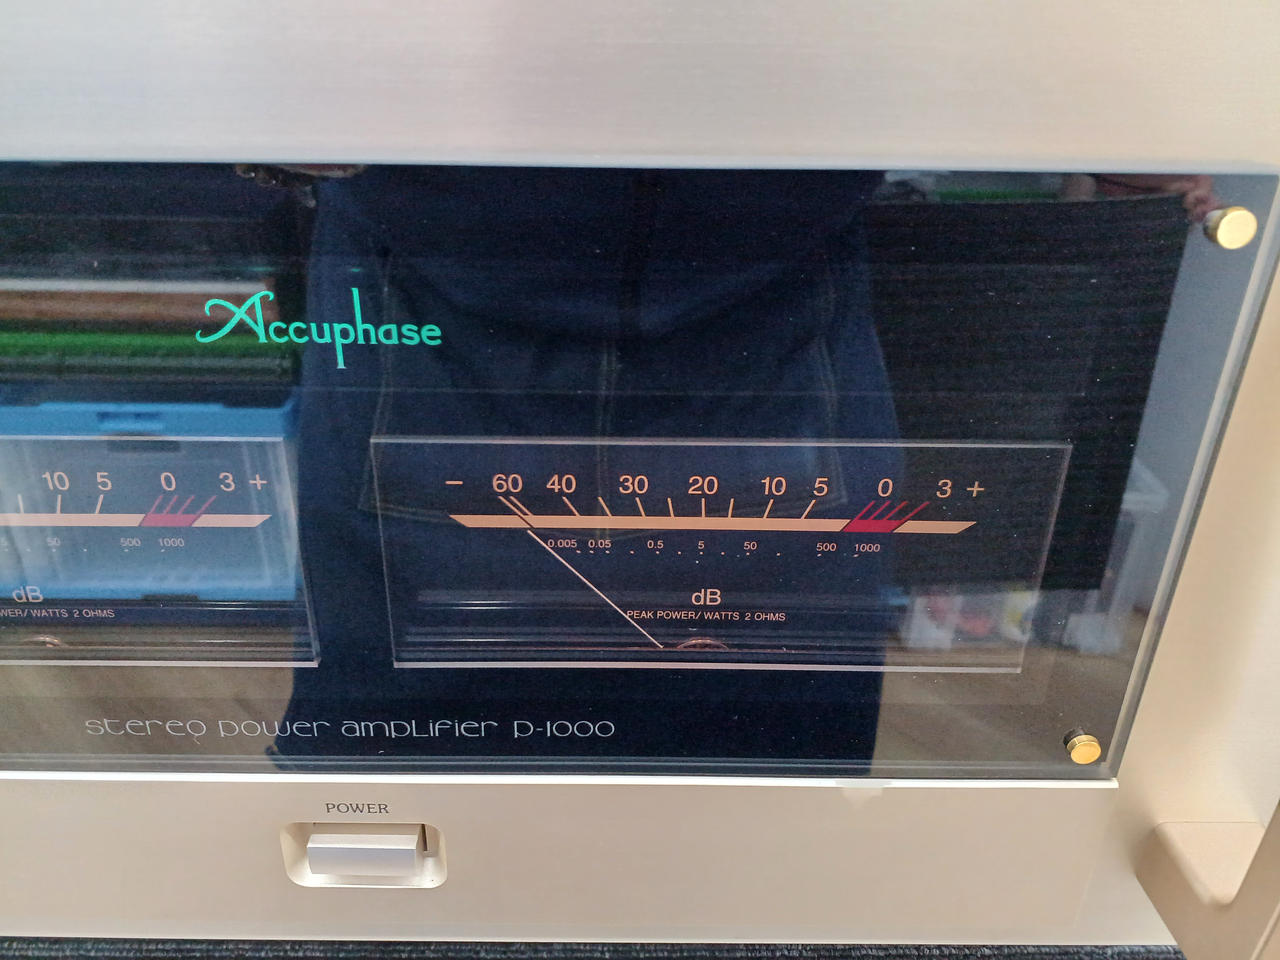 Accuphase
10 5 0 3 +
50 500 1000
dB
WER/ WATTS 2 OHMS
− 60 40 30 20 10 5 0 3 +
0.005 0.05 0.5 5 50 500 1000
dB
PEAK POWER/ WATTS 2 OHMS
stereo power amplifier P-1000
POWER